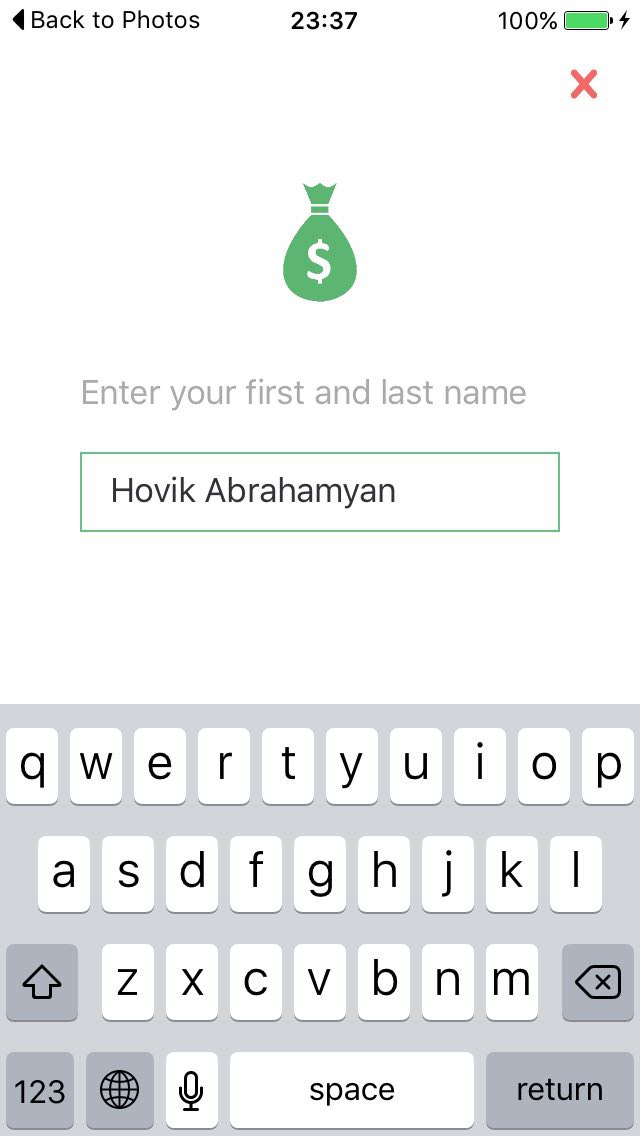 Back to Photos 23:37 100%
$
Enter your first and last name
Hovik Abrahamyan
q w e r t y u i o p
a s d f g h j k l
z x c v b n m
123 space return